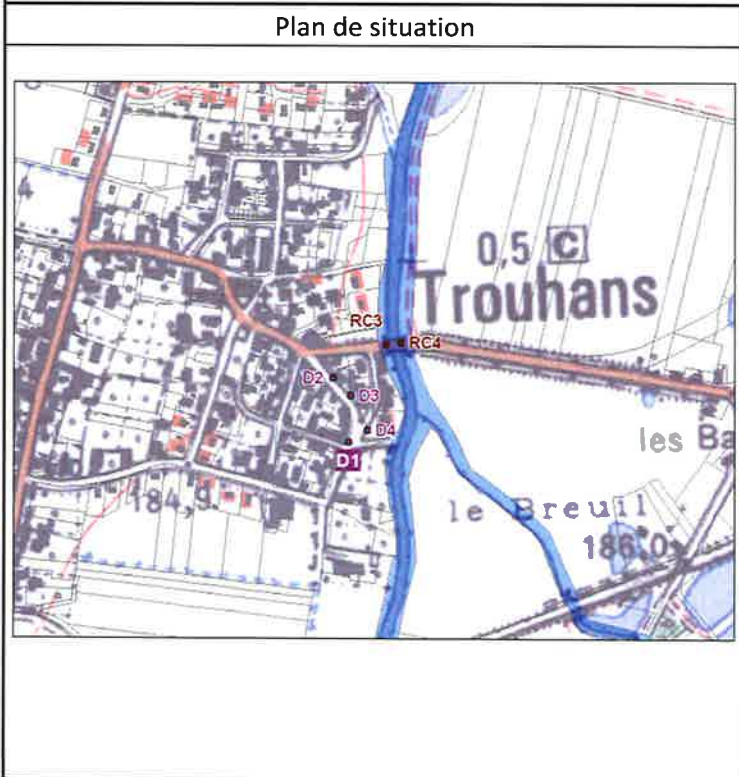 Plan de situation
0,5 C
Trouhans
RC3
RC4
D2
D3
D4
D1
les Ba
184,9
le Breuil
186,0